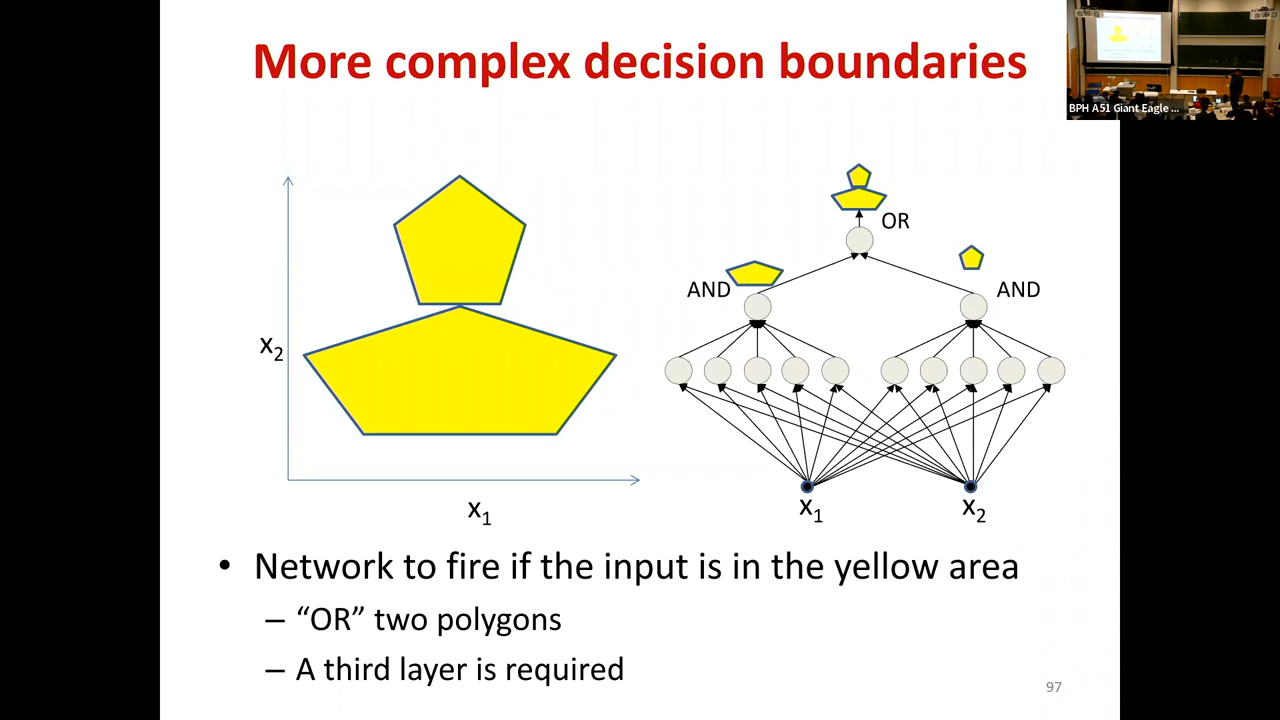 More complex decision boundaries
BPH A51 Giant Eagle ...
x2
x1
OR
AND
AND
x1
x2
• Network to fire if the input is in the yellow area
– “OR” two polygons
– A third layer is required
97